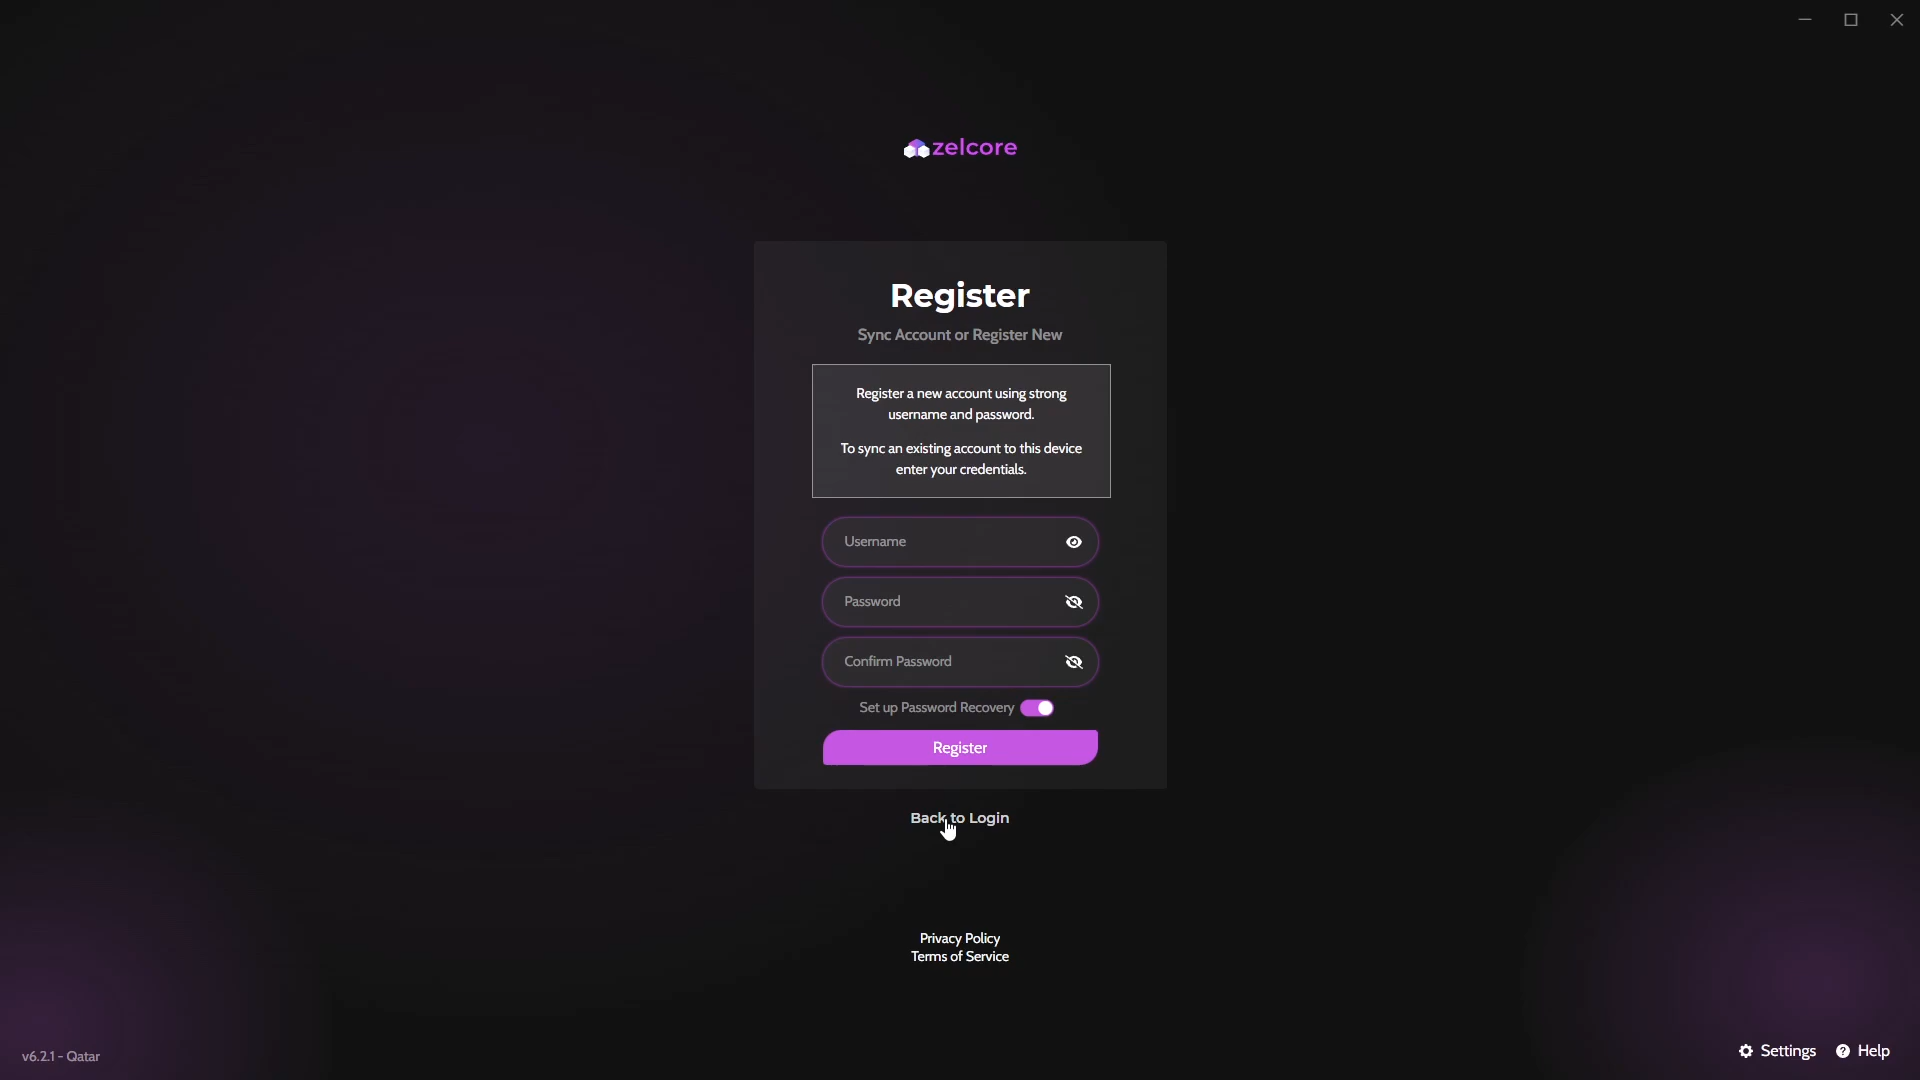 zelcore
Register
Sync Account or Register New
Register a new account using strong
username and password.
To sync an existing account to this device
enter your credentials.
Username
Password
Confirm Password
Set up Password Recovery
Register
Back to Login
Privacy Policy
Terms of Service
v6.2.1 - Qatar
Settings
Help